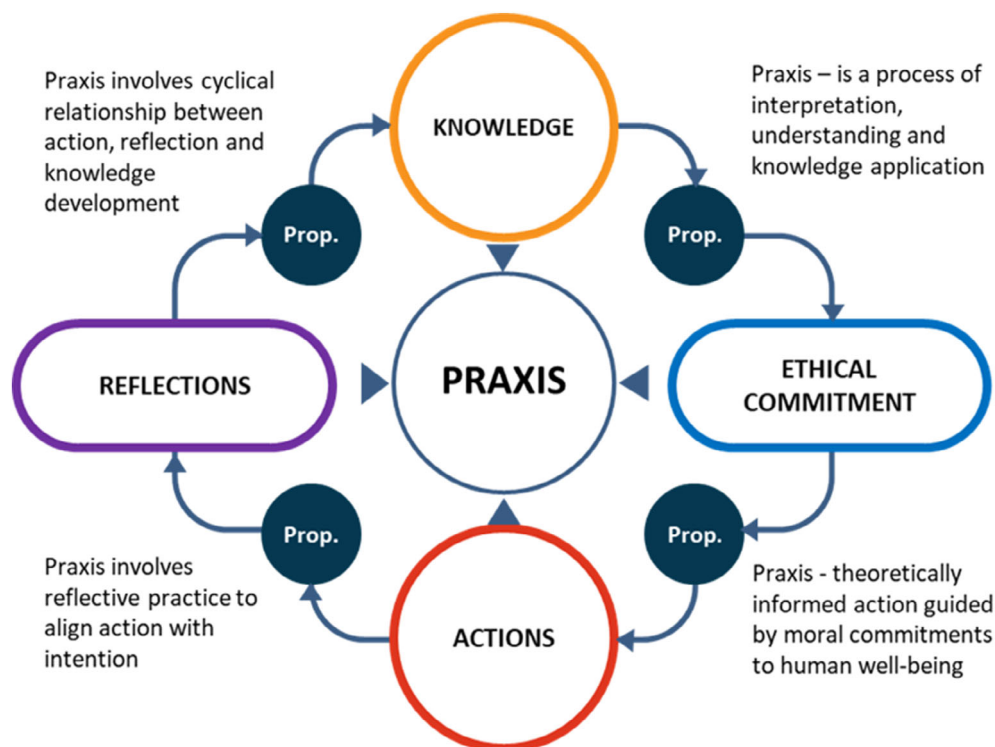 Praxis involves cyclical
relationship between
action, reflection and
knowledge
development
KNOWLEDGE
Praxis – is a process of
interpretation,
understanding and
knowledge application
Prop.
Prop.
REFLECTIONS
PRAXIS
ETHICAL
COMMITMENT
Prop.
Prop.
Praxis involves
reflective practice to
align action with
intention
ACTIONS
Praxis - theoretically
informed action guided
by moral commitments
to human well-being